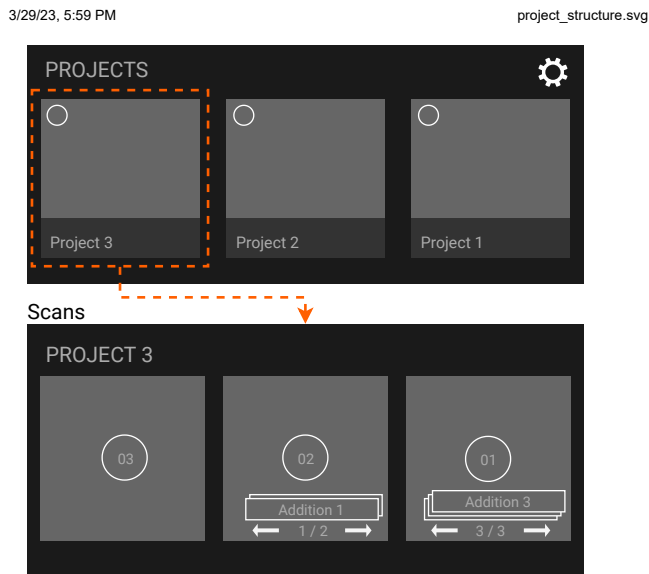 3/29/23, 5:59 PM project_structure.svg
PROJECTS
Project 3 Project 2 Project 1
Scans
PROJECT 3
03 02 01
Addition 1 Addition 3
1 / 2 3 / 3